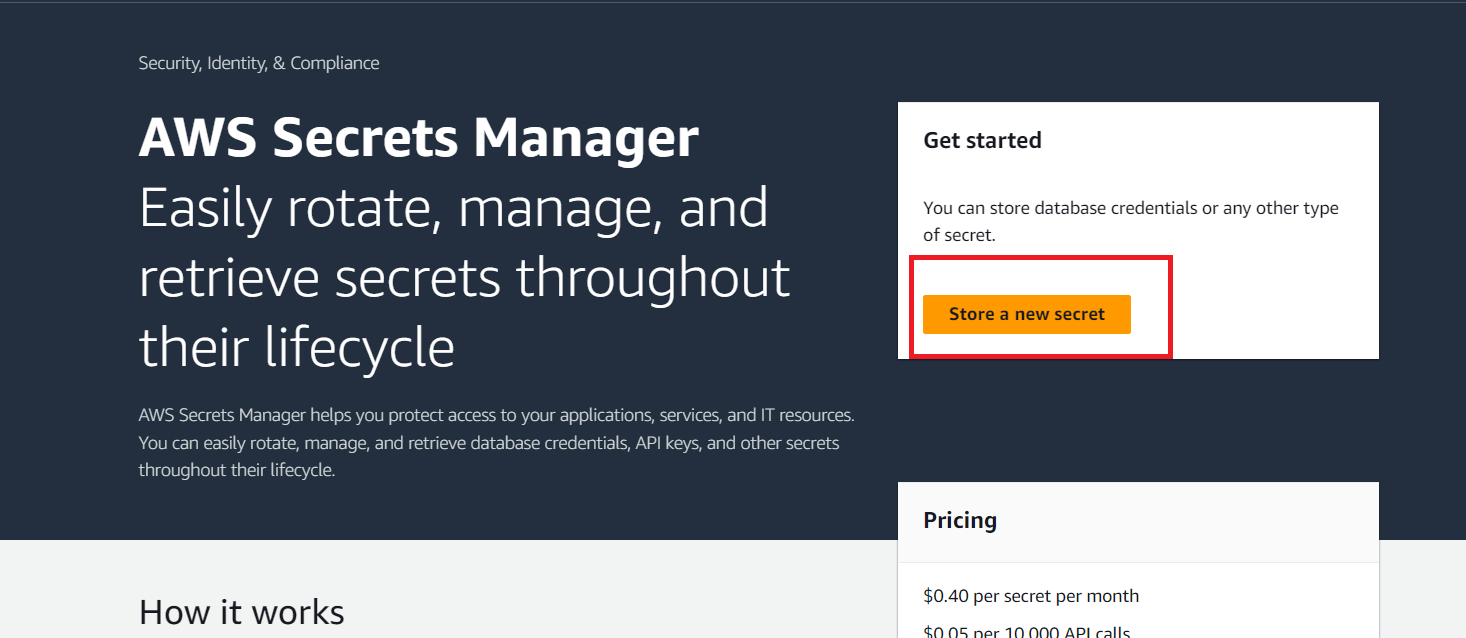 Security, Identity, & Compliance
AWS Secrets Manager
Easily rotate, manage, and
retrieve secrets throughout
their lifecycle
AWS Secrets Manager helps you protect access to your applications, services, and IT resources.
You can easily rotate, manage, and retrieve database credentials, API keys, and other secrets
throughout their lifecycle.
Get started
You can store database credentials or any other type
of secret.
Store a new secret
Pricing
$0.40 per secret per month
$0.05 per 10,000 API calls
How it works